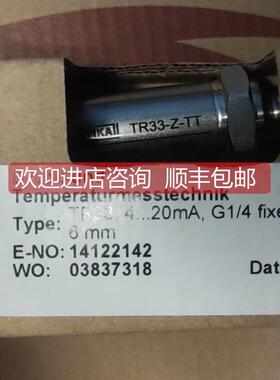 WIKAI TR33-Z-TT
欢迎进店咨询 顺丰包邮
Temperaturmesstechnik
Type: TR33, 4...20mA, G1/4 fixe
6 mm
E-NO: 14122142
WO: 03837318 Dat